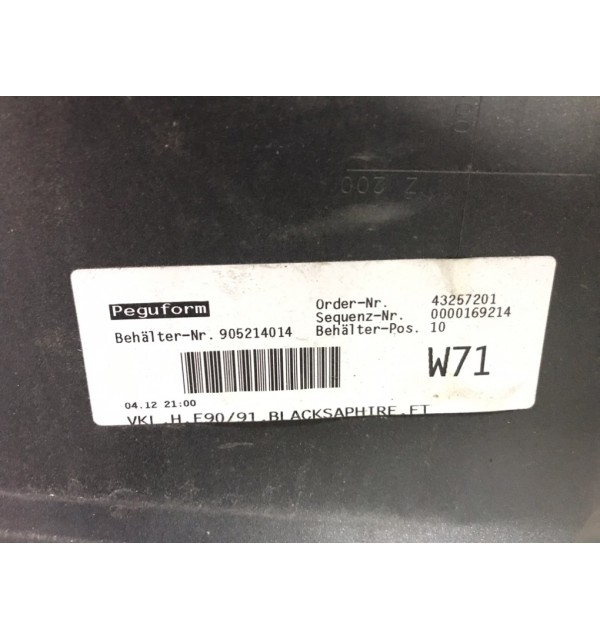 Z 200
Peguform
Order-Nr. 43257201
Sequenz-Nr. 0000169214
Behälter-Nr. 905214014 Behälter-Pos. 10
W71
04.12 21:00
VKL.H.E90/91.BLACKSAPHIRE.ET